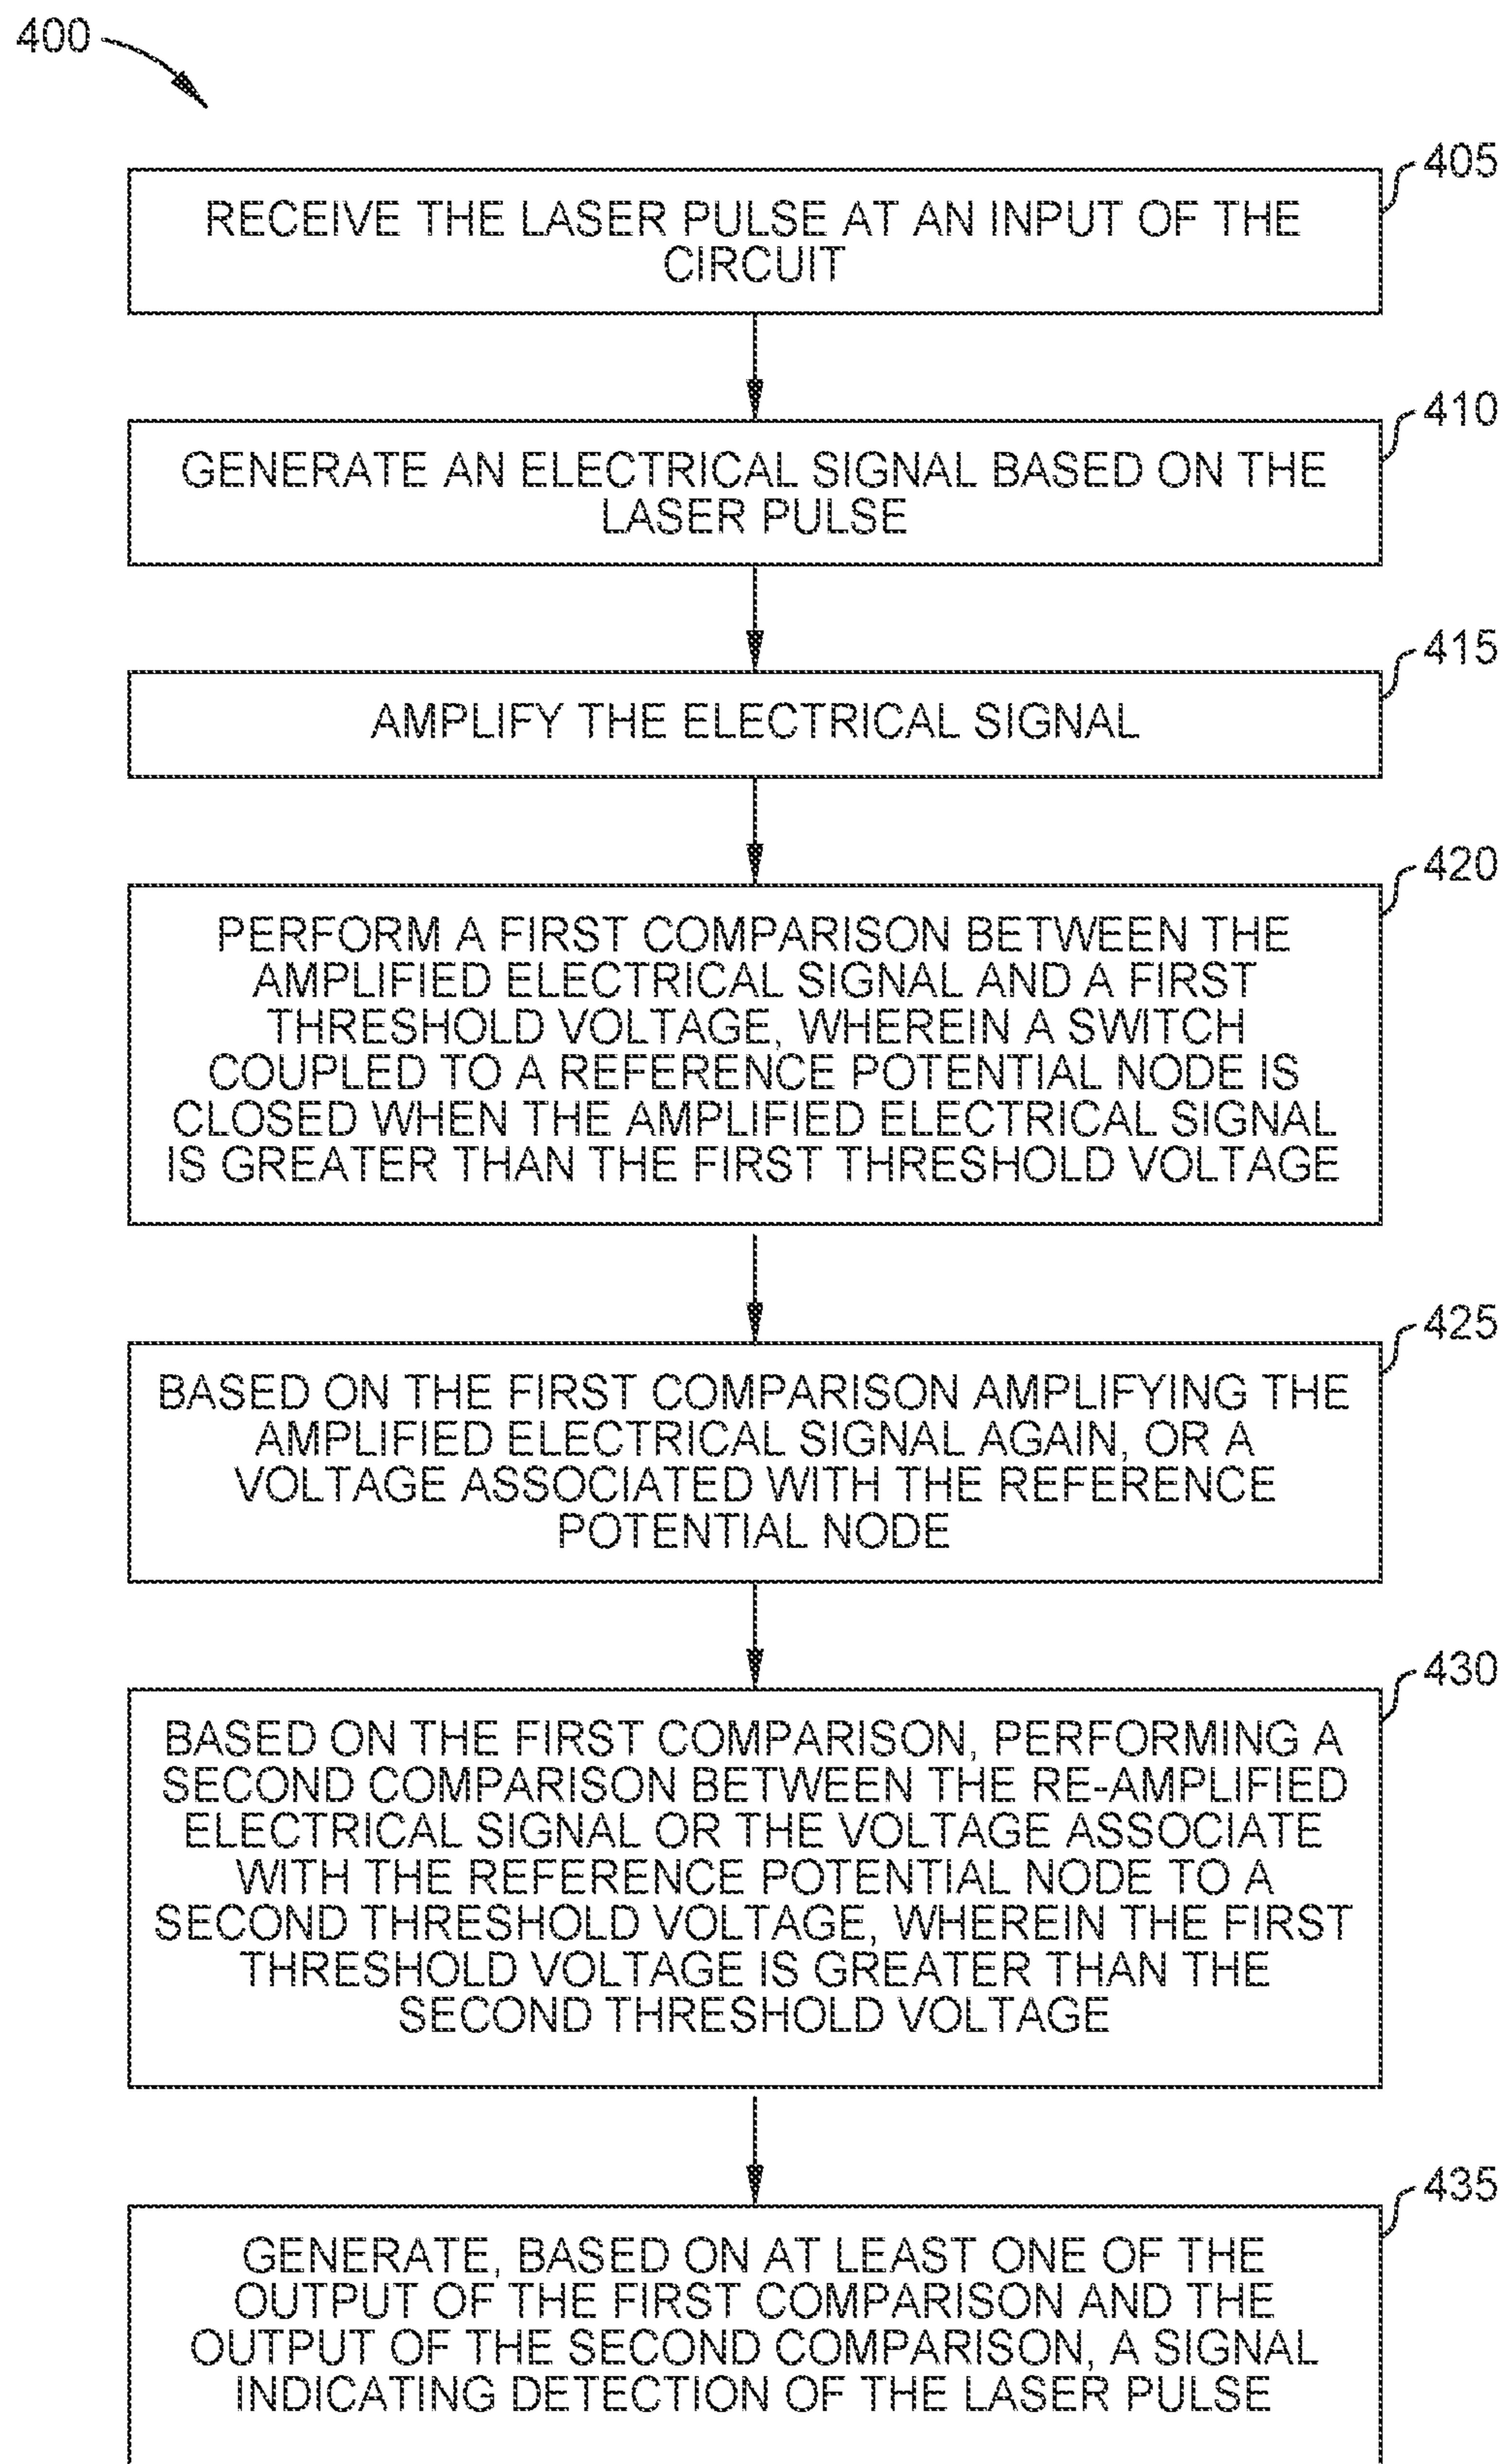 400
405
RECEIVE THE LASER PULSE AT AN INPUT OF THE
CIRCUIT
410
GENERATE AN ELECTRICAL SIGNAL BASED ON THE
LASER PULSE
415
AMPLIFY THE ELECTRICAL SIGNAL
420
PERFORM A FIRST COMPARISON BETWEEN THE
AMPLIFIED ELECTRICAL SIGNAL AND A FIRST
THRESHOLD VOLTAGE, WHEREIN A SWITCH
COUPLED TO A REFERENCE POTENTIAL NODE IS
CLOSED WHEN THE AMPLIFIED ELECTRICAL SIGNAL
IS GREATER THAN THE FIRST THRESHOLD VOLTAGE
425
BASED ON THE FIRST COMPARISON AMPLIFYING THE
AMPLIFIED ELECTRICAL SIGNAL AGAIN, OR A
VOLTAGE ASSOCIATED WITH THE REFERENCE
POTENTIAL NODE
430
BASED ON THE FIRST COMPARISON, PERFORMING A
SECOND COMPARISON BETWEEN THE RE-AMPLIFIED
ELECTRICAL SIGNAL OR THE VOLTAGE ASSOCIATE
WITH THE REFERENCE POTENTIAL NODE TO A
SECOND THRESHOLD VOLTAGE, WHEREIN THE FIRST
THRESHOLD VOLTAGE IS GREATER THAN THE
SECOND THRESHOLD VOLTAGE
435
GENERATE, BASED ON AT LEAST ONE OF THE
OUTPUT OF THE FIRST COMPARISON AND THE
OUTPUT OF THE SECOND COMPARISON, A SIGNAL
INDICATING DETECTION OF THE LASER PULSE